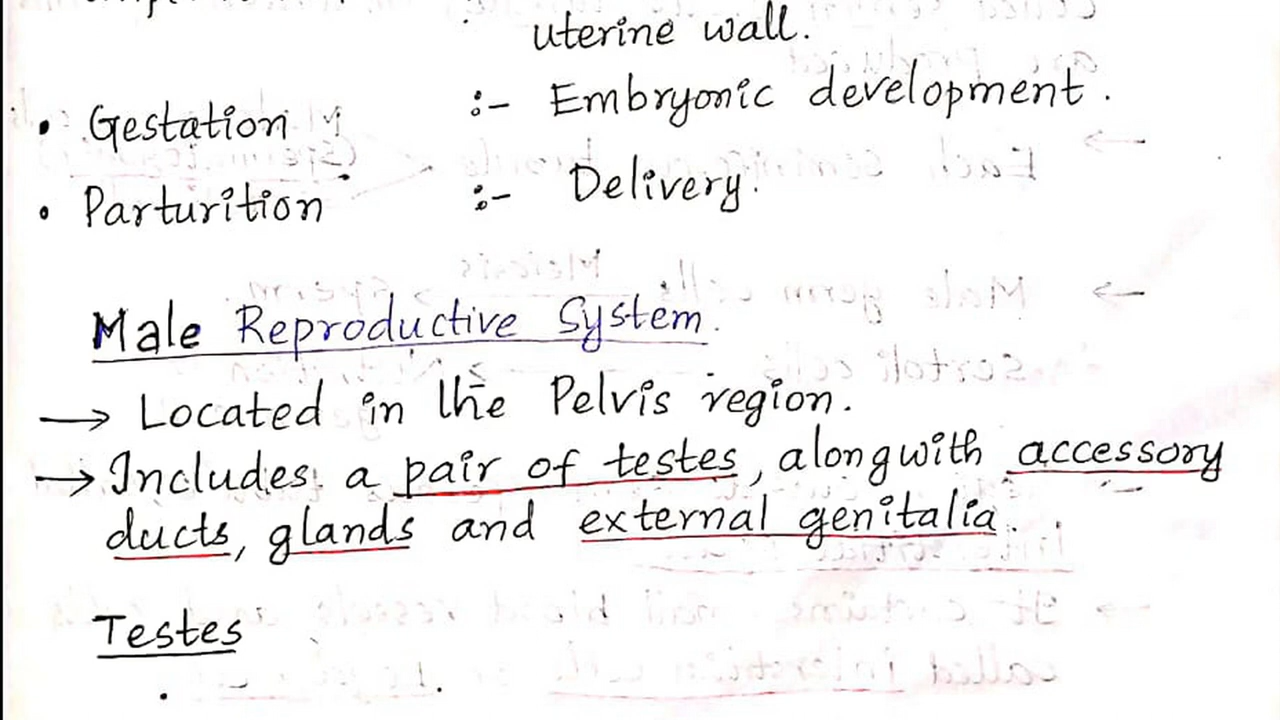 uterine wall.
• Gestation :- Embryonic development.
• Parturition :- Delivery.
Male Reproductive System.
→ Located in the Pelvis region.
→ Includes a pair of testes, alongwith accessory
ducts, glands and external genitalia.
Testes